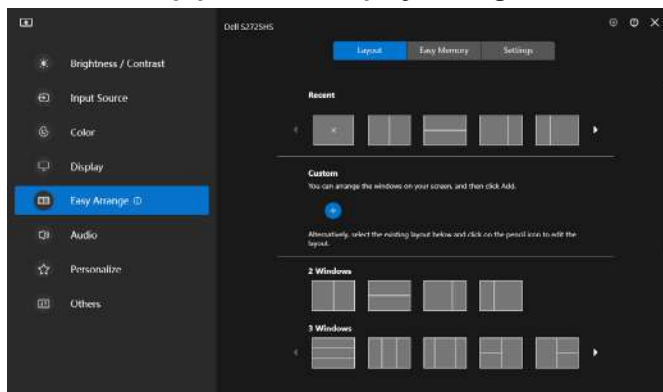 Dell S2725HS
Layout
Easy Memory
Settings
Brightness / Contrast
Input Source
Color
Display
Easy Arrange
Audio
Personalize
Others
Recent
Custom
You can arrange the windows on your screen, and then click Add.
Alternatively, select the existing layout below and click on the pencil icon to edit the
layout.
2 Windows
3 Windows